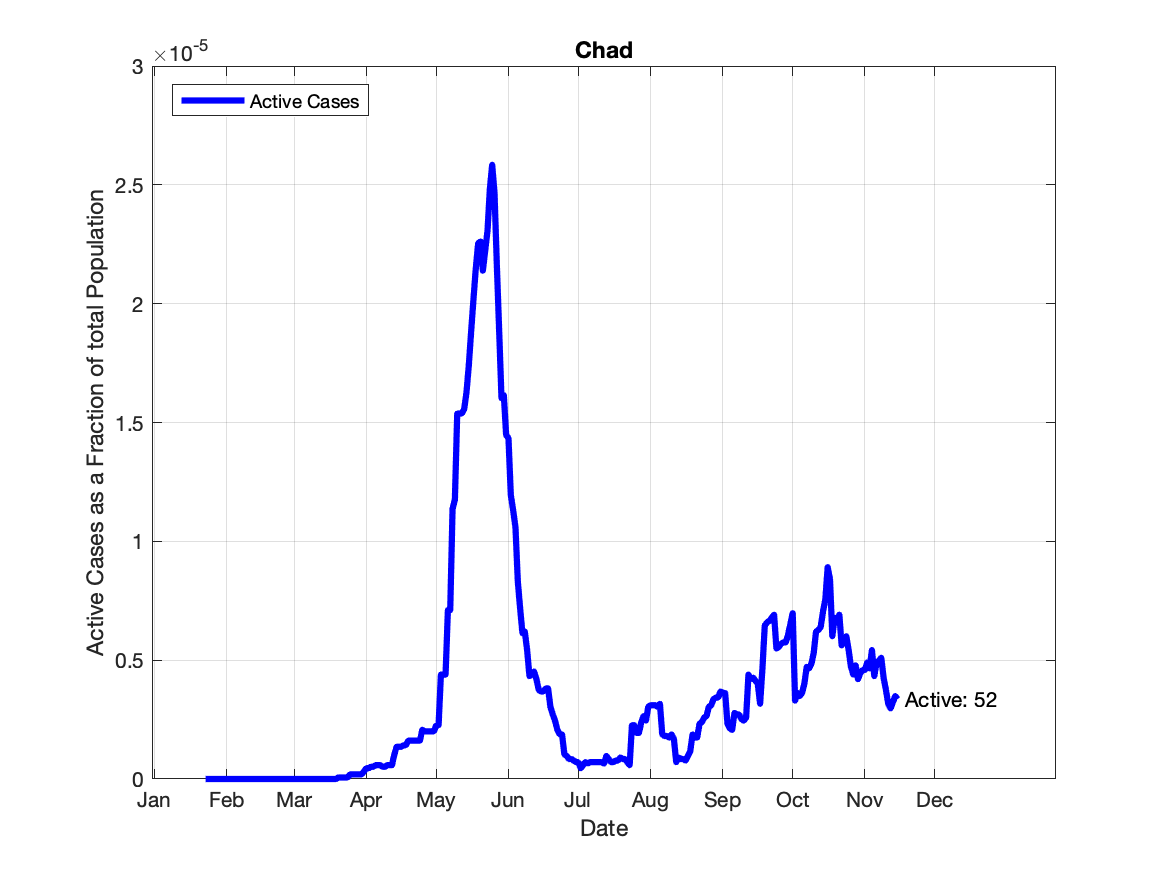 Chad
×10-5
Active Cases
3
2.5
2
1.5
1
0.5
0
Active Cases as a Fraction of total Population
Active: 52
Jan Feb Mar Apr May Jun Jul Aug Sep Oct Nov Dec
Date